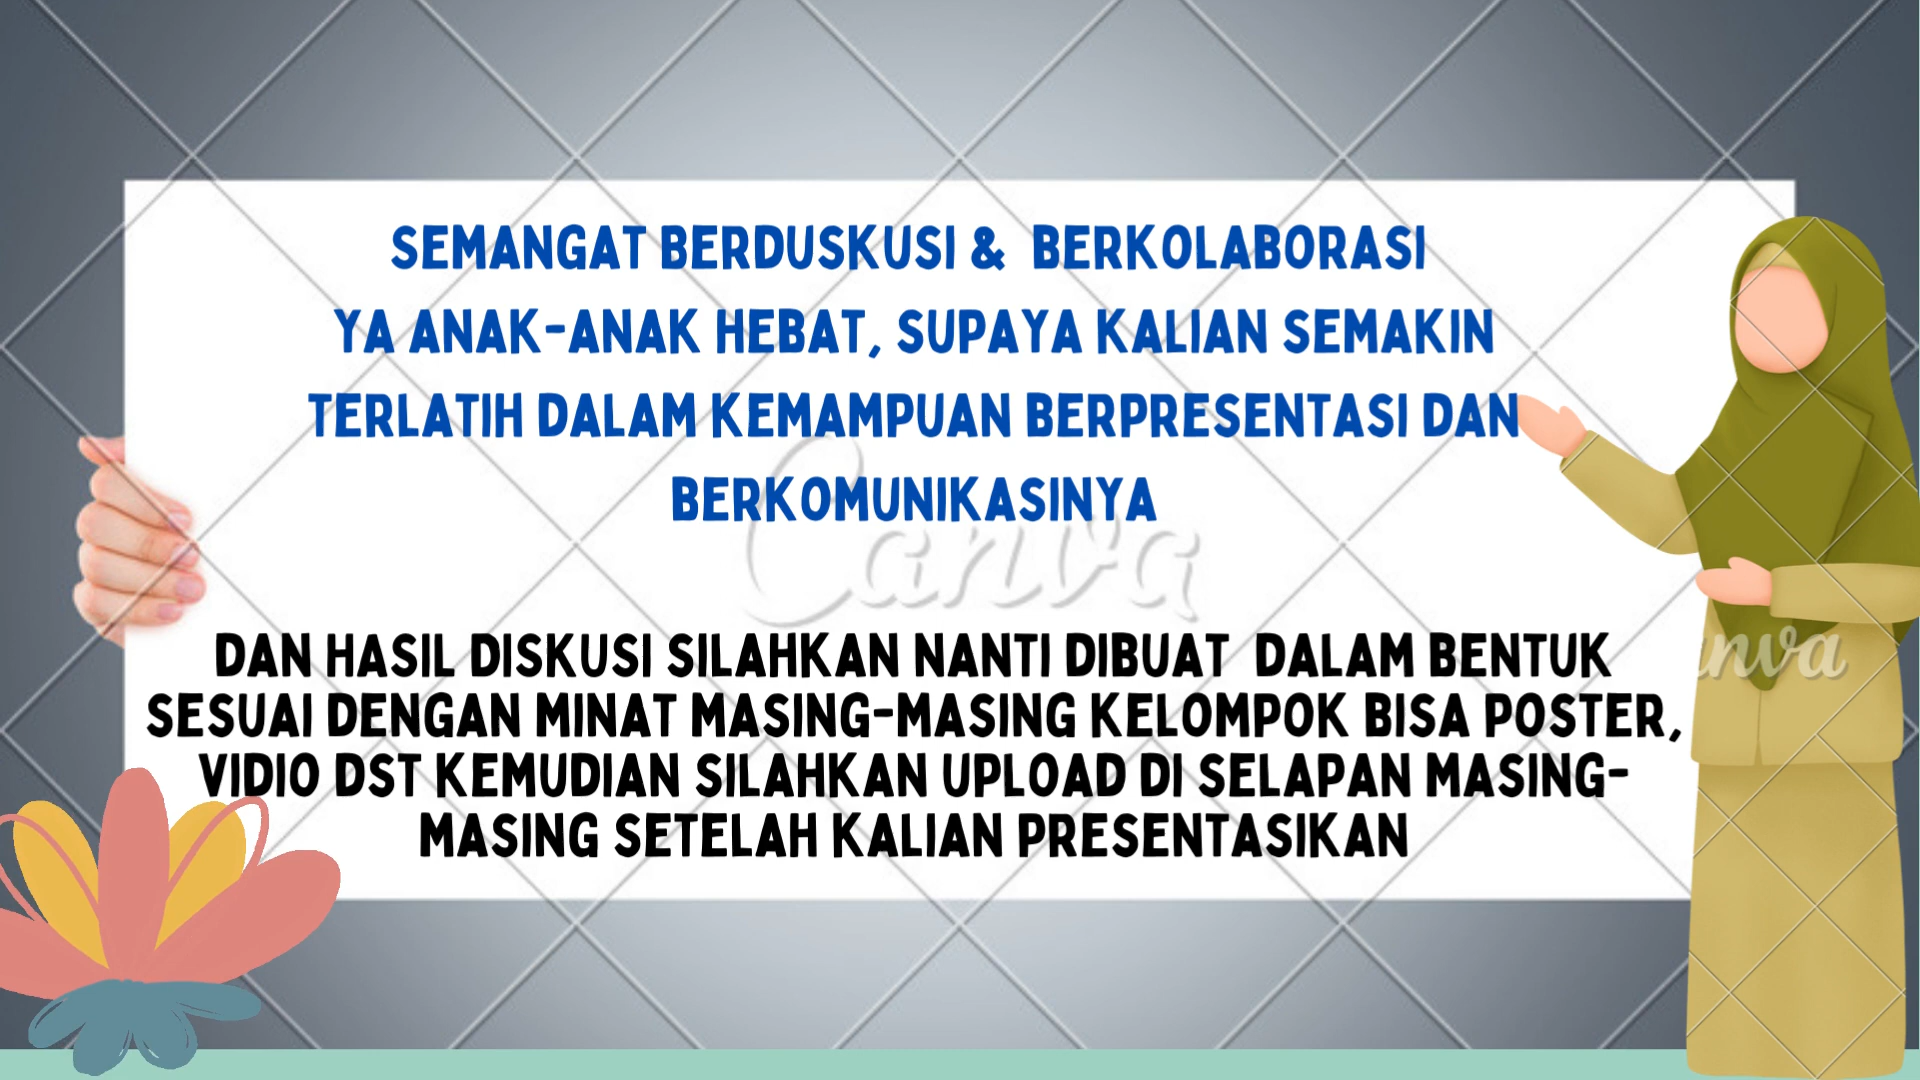 SEMANGAT BERDUSKUSI & BERKOLABORASI
YA ANAK-ANAK HEBAT, SUPAYA KALIAN SEMAKIN
TERLATIH DALAM KEMAMPUAN BERPRESENTASI DAN
BERKOMUNIKASINYA
Canva
DAN HASIL DISKUSI SILAHKAN NANTI DIBUAT DALAM BENTUK
SESUAI DENGAN MINAT MASING-MASING KELOMPOK BISA POSTER,
VIDIO DST KEMUDIAN SILAHKAN UPLOAD DI SELAPAN MASING-
MASING SETELAH KALIAN PRESENTASIKAN
nva